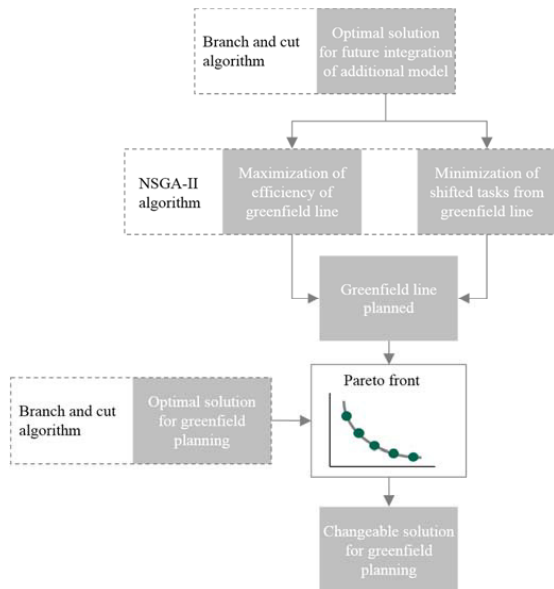 Branch and cut
algorithm
Optimal solution
for future integration
of additional model
NSGA-II
algorithm
Maximization of
efficiency of
greenfield line
Minimization of
shifted tasks from
greenfield line
Greenfield line
planned
Branch and cut
algorithm
Optimal solution
for greenfield
planning
Pareto front
Changeable solution
for greenfield
planning